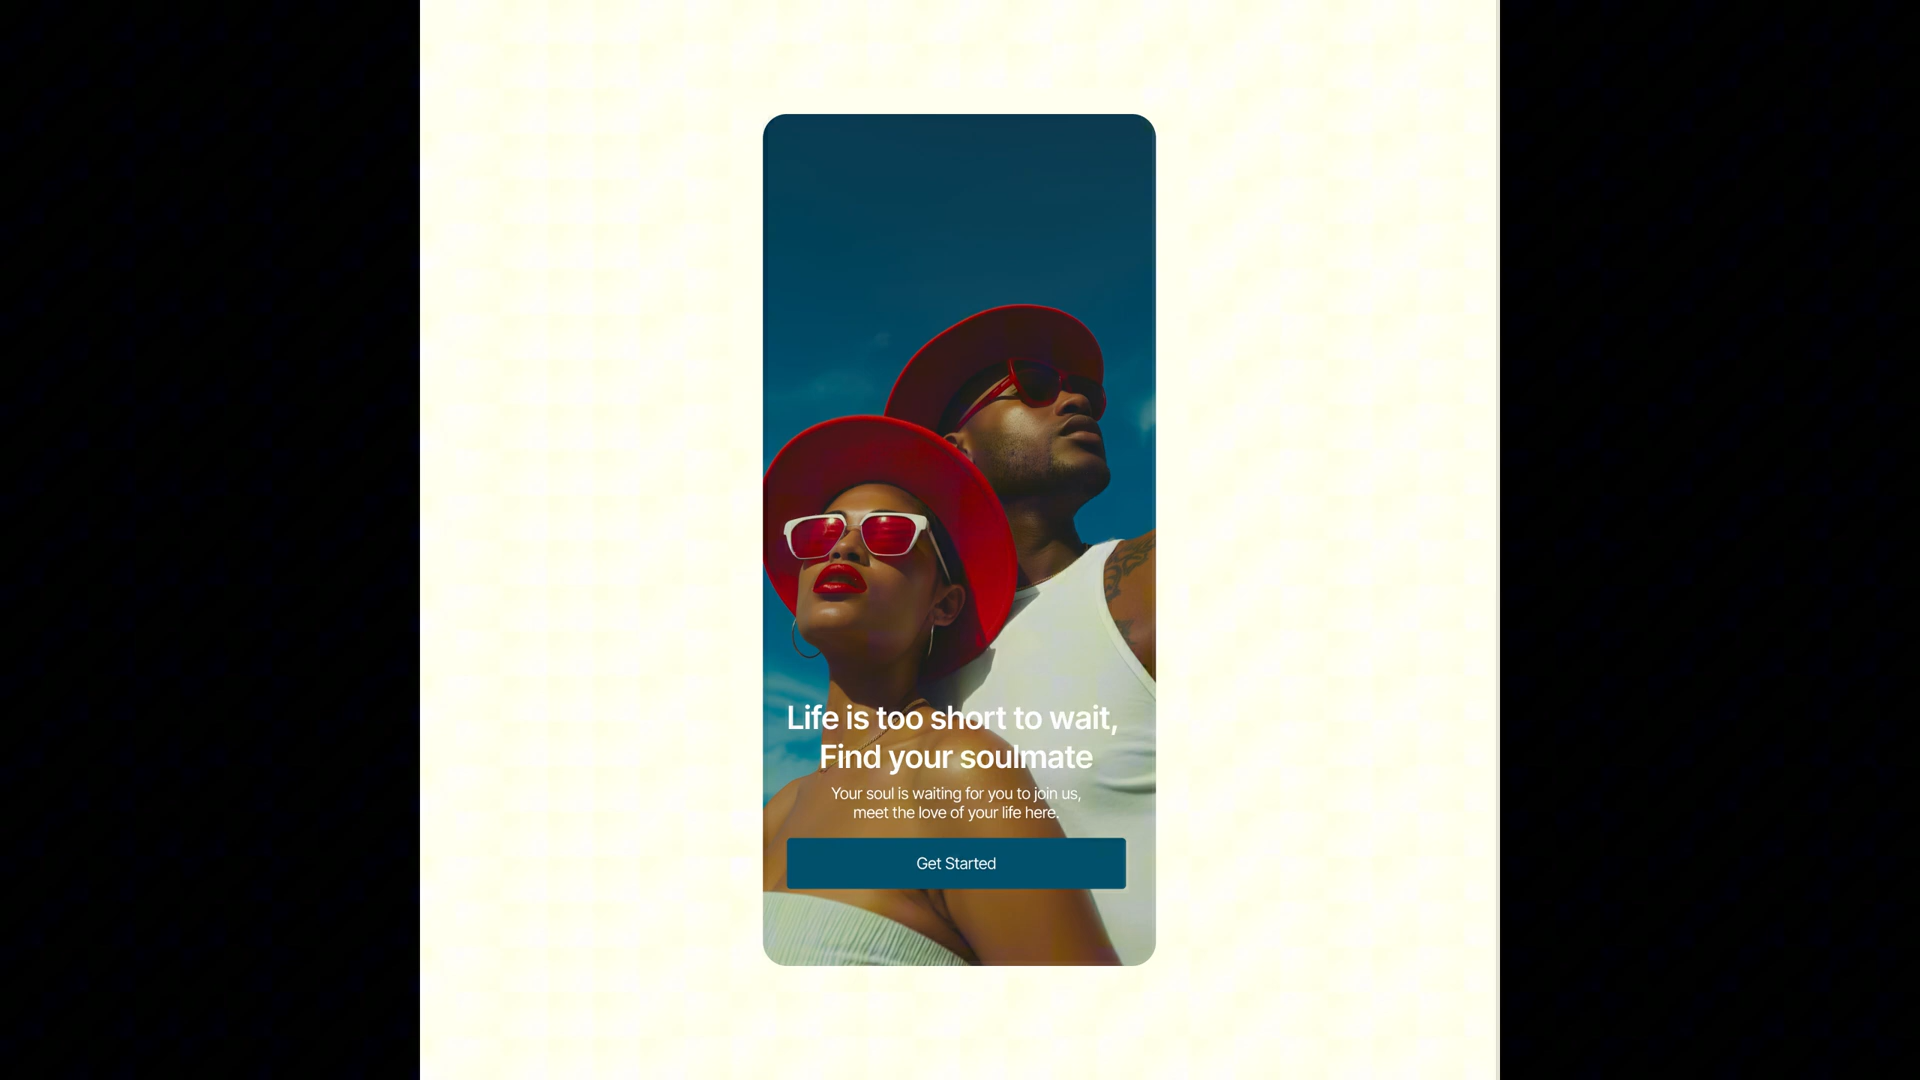 Life is too short to wait,
Find your soulmate
Your soul is waiting for you to join us,
meet the love of your life here.
Get Started